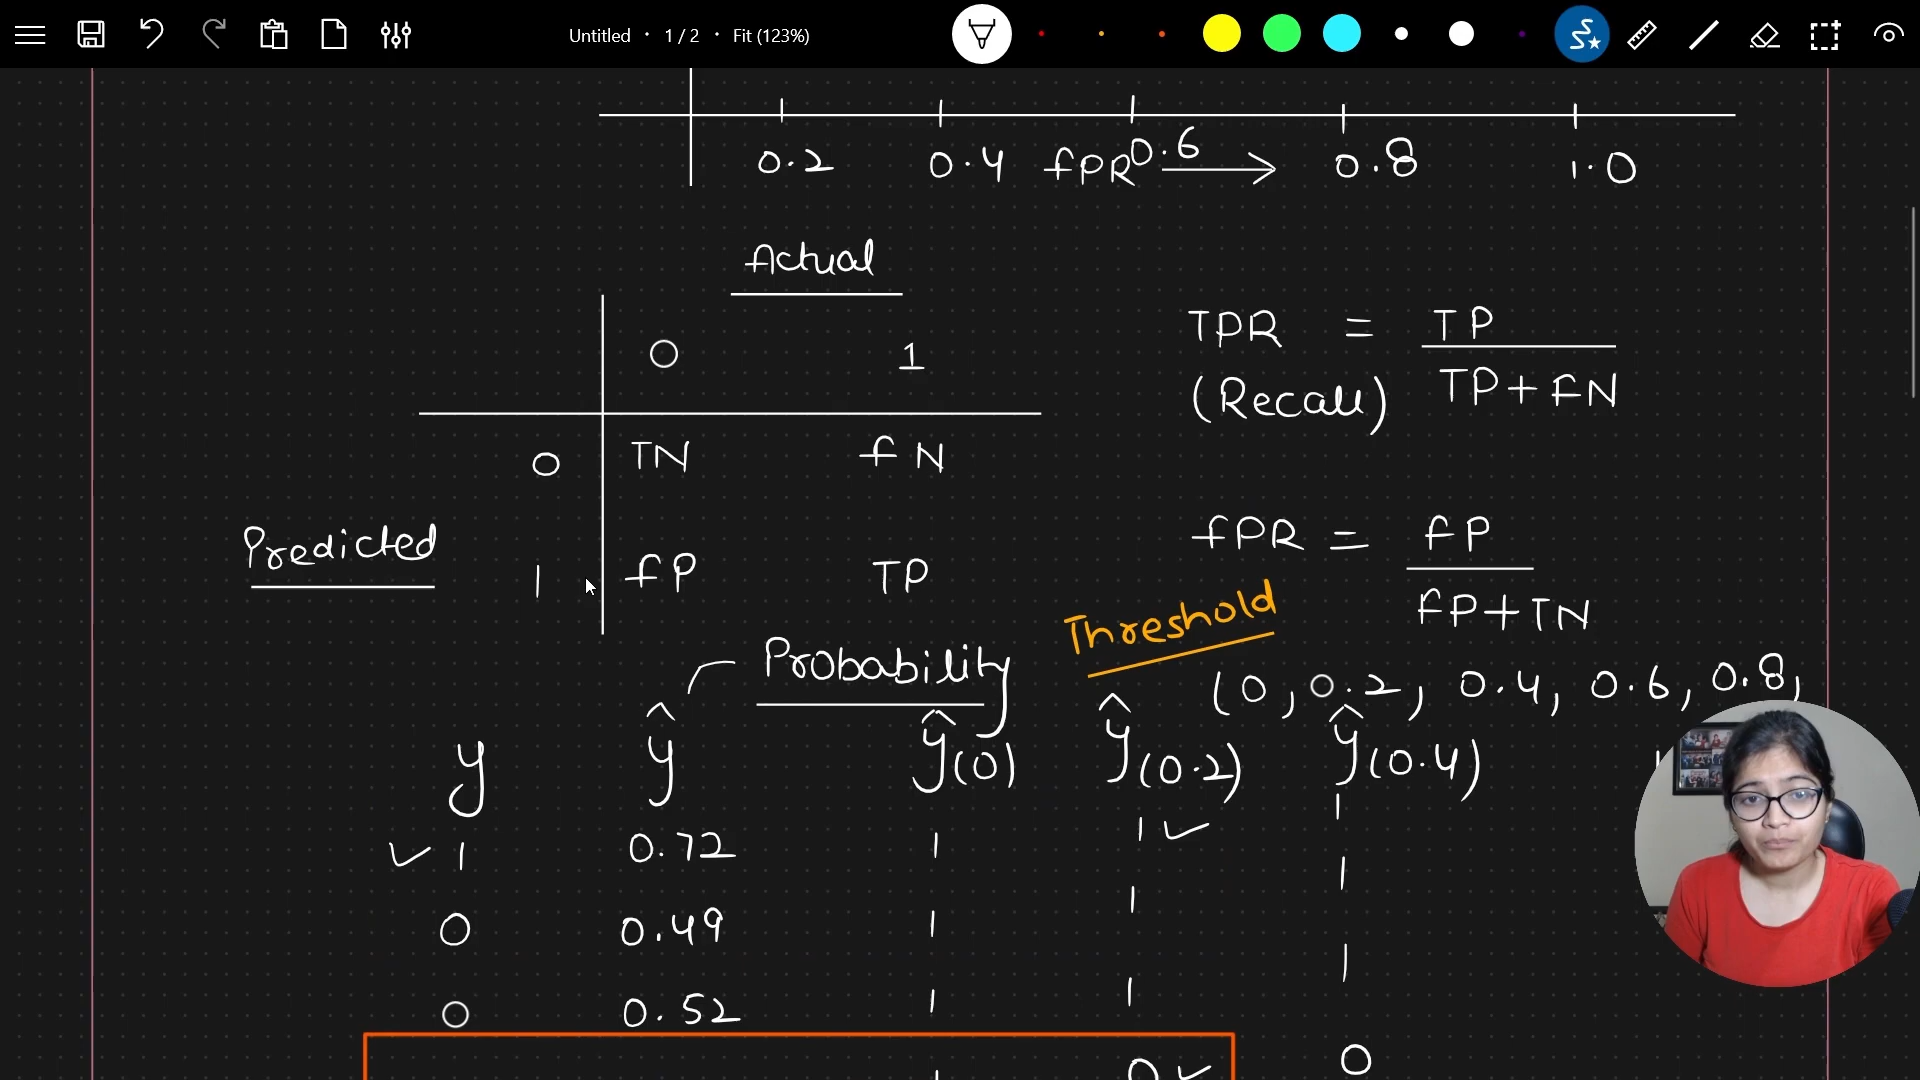 Untitled • 1 / 2 • Fit (123%)
0.2 0.4 fPR 0.6 0.8 1.0
Actual
0 1
TPR = TP
(Recall) TP+fN
0 TN fN
Predicted
1 fP TP
fPR = fP
fP+TN
Threshold
Probability
(0, 0.2, 0.4, 0.6, 0.8,
y ŷ ŷ(0) ŷ(0.2) ŷ(0.4)
✓ 1 0.72 1 1 ✓ 1
0 0.49 1 1 1
0 0.52 1 1 1
0 ✓ 0